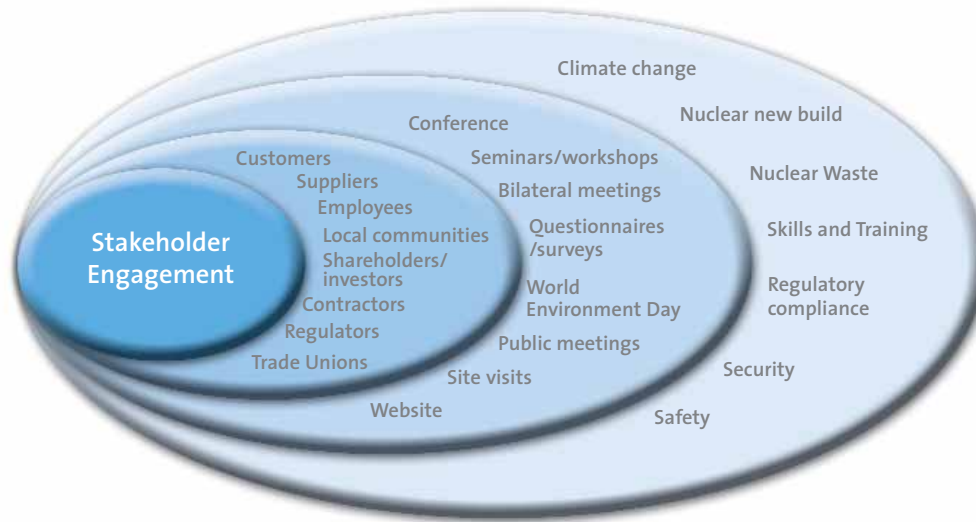 Stakeholder
Engagement
Customers
Suppliers
Employees
Local communities
Shareholders/
investors
Contractors
Regulators
Trade Unions
Conference
Seminars/workshops
Bilateral meetings
Questionnaires
/surveys
World
Environment Day
Public meetings
Site visits
Website
Climate change
Nuclear new build
Nuclear Waste
Skills and Training
Regulatory
compliance
Security
Safety